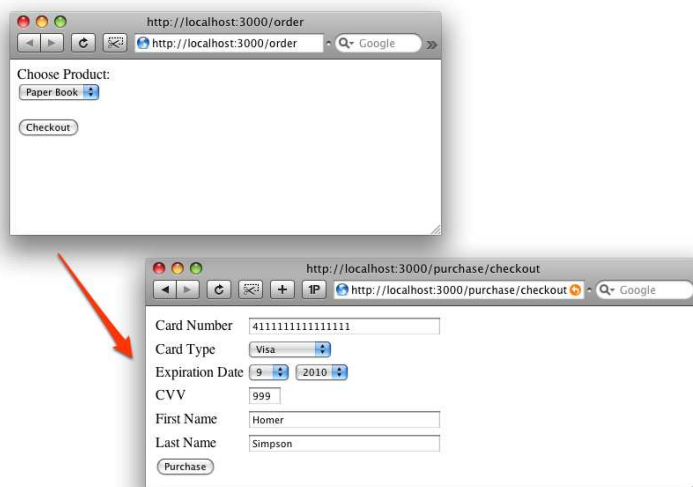 http://localhost:3000/order
http://localhost:3000/order
Google
Choose Product:
Paper Book
Checkout
http://localhost:3000/purchase/checkout
1P
http://localhost:3000/purchase/checkout
Google
Card Number 4111111111111111
Card Type Visa
Expiration Date 9 2010
CVV 999
First Name Homer
Last Name Simpson
Purchase